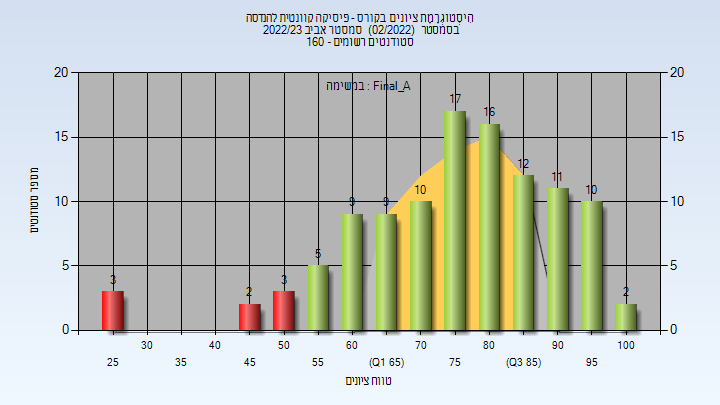 היסטוגרמת ציונים בקורס - פיסיקה קוונטית להנדסה
בסמסטר (02/2022) סמסטר אביב 2022/23
סטודנטים רשומים - 160
במשימה : Final_A
20 20
15 15
10 10
5 5
0 0
מספר סטודנטים
3 2 3 5 9 9 10 17 16 12 11 10 2
30 40 50 60 70 80 90 100
25 35 45 55 (Q1 65) 75 (Q3 85) 95
טווח ציונים